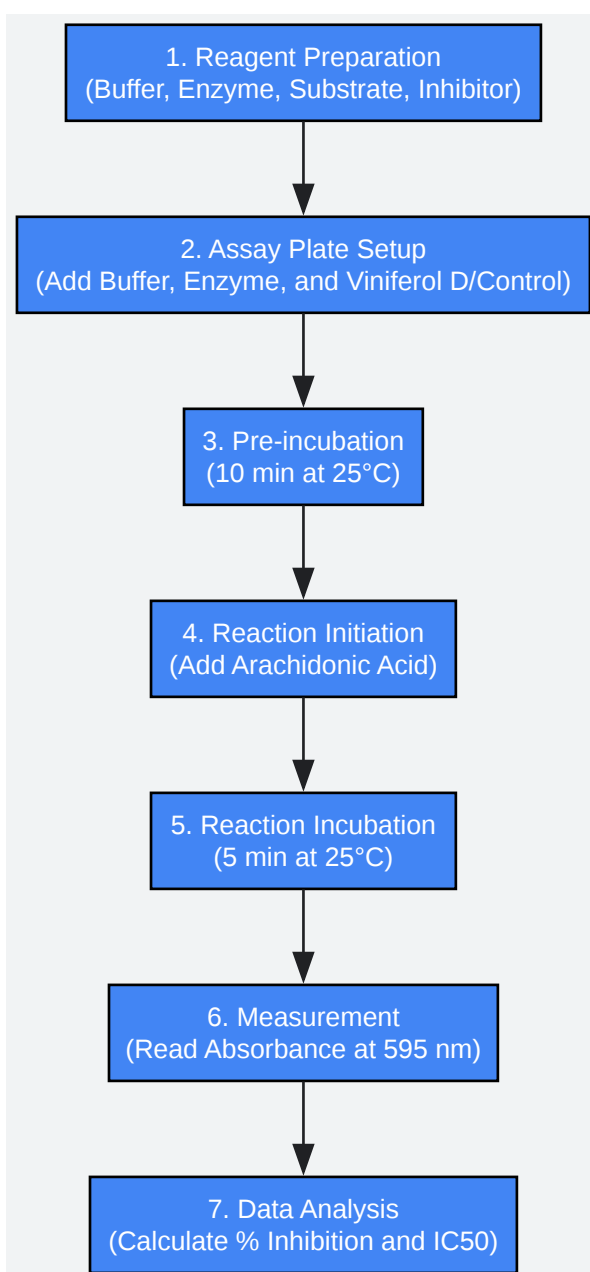 1. Reagent Preparation
(Buffer, Enzyme, Substrate, Inhibitor)
2. Assay Plate Setup
(Add Buffer, Enzyme, and Viniferol D/Control)
3. Pre-incubation
(10 min at 25°C)
4. Reaction Initiation
(Add Arachidonic Acid)
5. Reaction Incubation
(5 min at 25°C)
6. Measurement
(Read Absorbance at 595 nm)
7. Data Analysis
(Calculate % Inhibition and IC50)